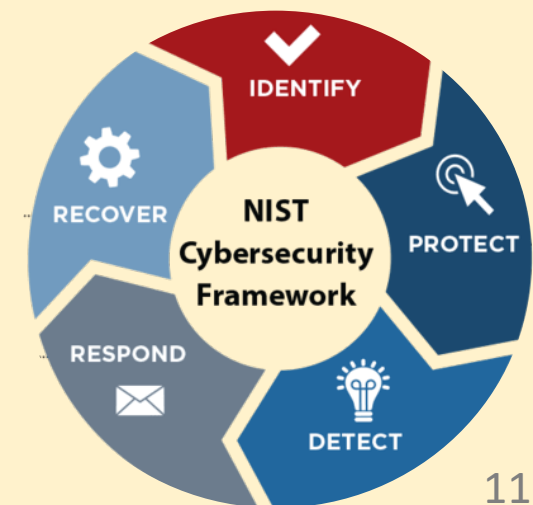 IDENTIFY
PROTECT
DETECT
RESPOND
RECOVER
NIST
Cybersecurity
Framework
11